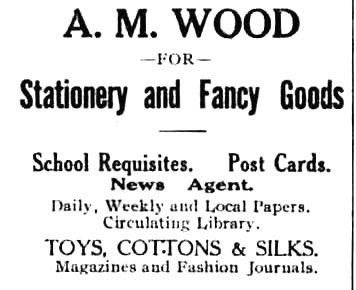 A. M. WOOD
—FOR—
Stationery and Fancy Goods
School Requisites. Post Cards.
News Agent.
Daily, Weekly and Local Papers.
Circulating Library.
TOYS, COTTONS & SILKS.
Magazines and Fashion Journals.